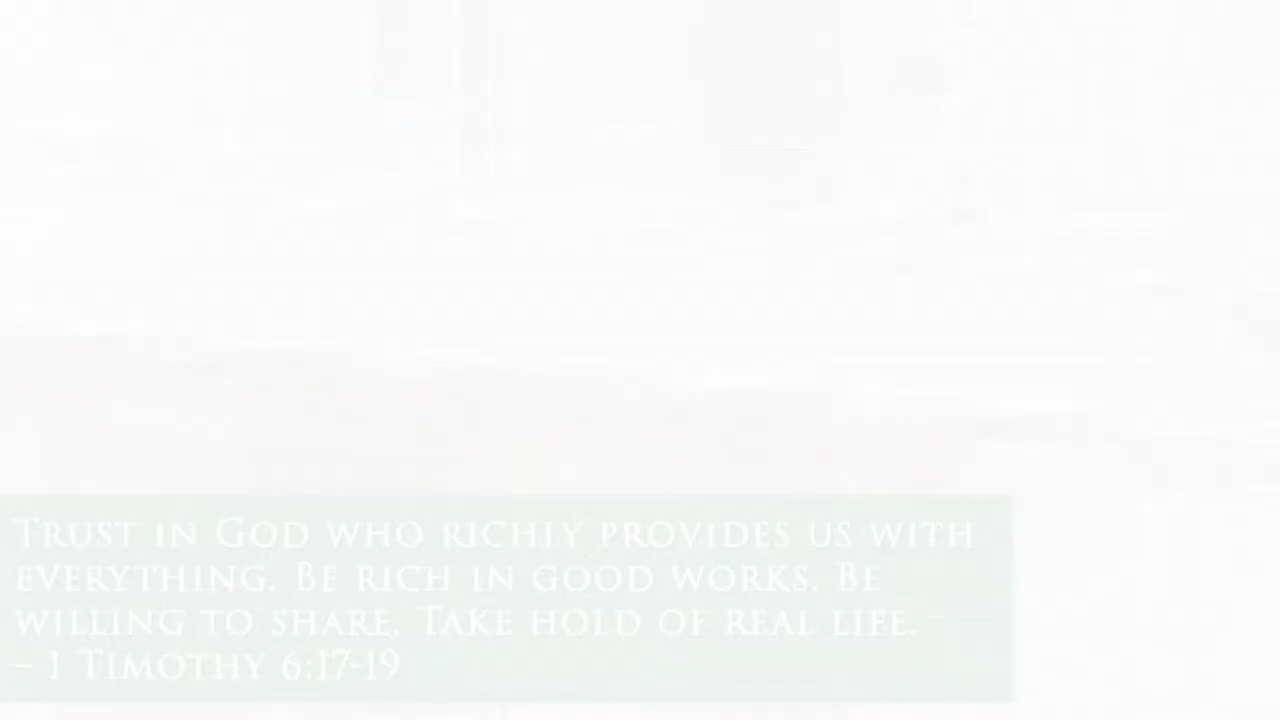 Trust in God who richly provides us with
everything. Be rich in good works. Be
willing to share. Take hold of real life.
– 1 Timothy 6:17-19